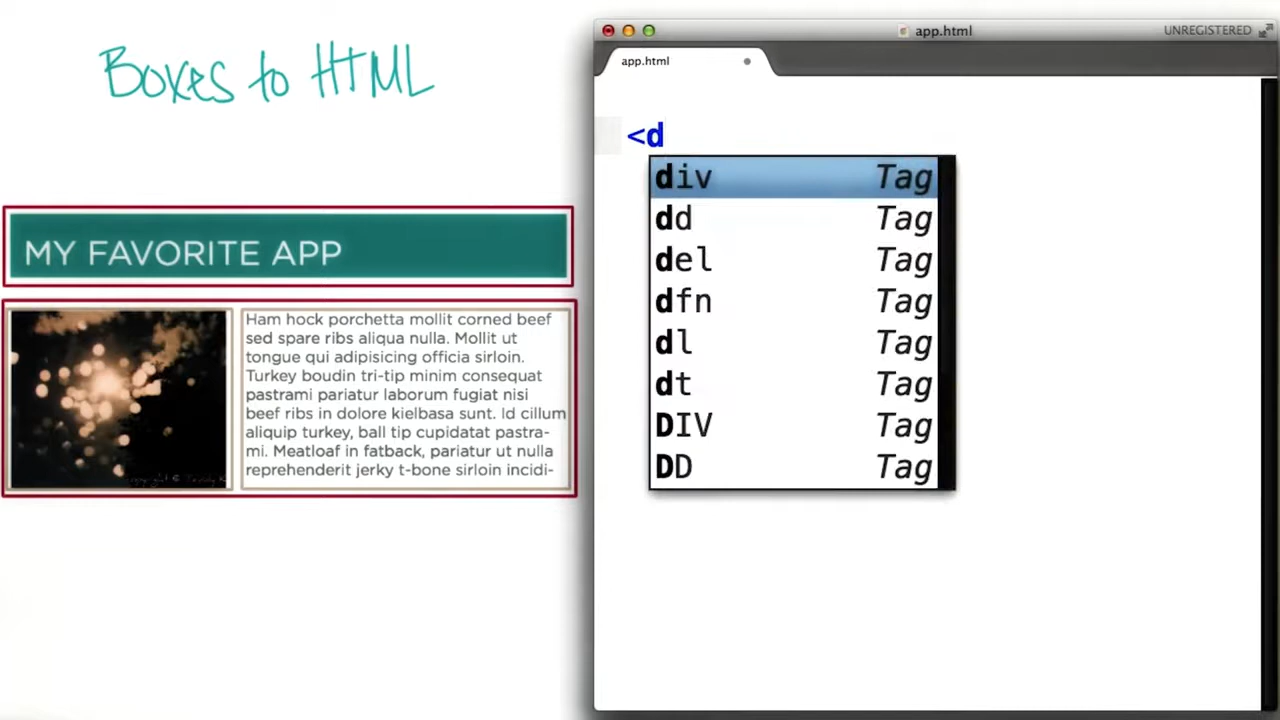 Boxes to HTML
app.html
UNREGISTERED
app.html
<d
div Tag
dd Tag
del Tag
dfn Tag
dl Tag
dt Tag
DIV Tag
DD Tag
MY FAVORITE APP
Ham hock porchetta mollit corned beef
sed spare ribs aliqua nulla. Mollit ut
tongue qui adipisicing officia sirloin.
Turkey boudin tri-tip minim consequat
pastrami pariatur laborum fugiat nisi
beef ribs in dolore kielbasa sunt. Id cillum
aliquip turkey, ball tip cupidatat pastra-
mi. Meatloaf in fatback, pariatur ut nulla
reprehenderit jerky t-bone sirloin incidi-